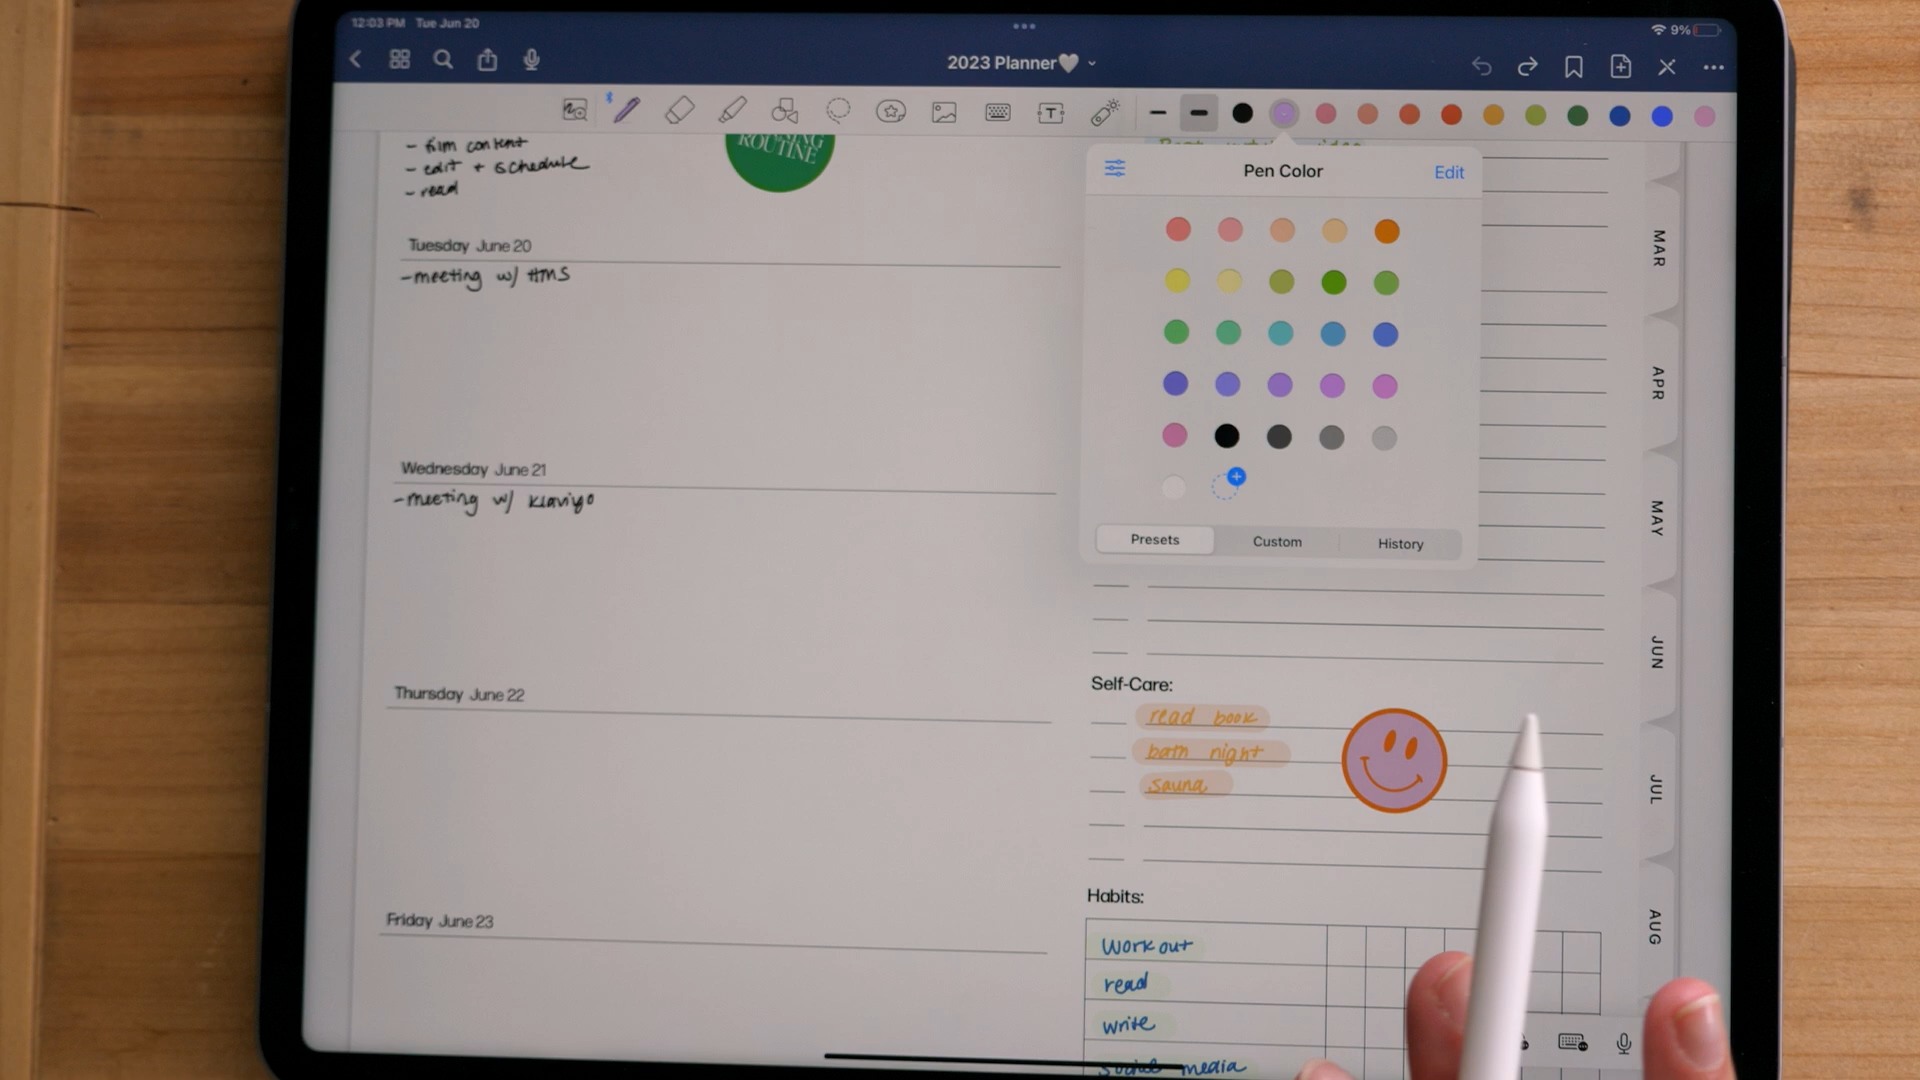 12:03 PM Tue Jun 20
9%
2023 Planner🤍
- film content
- edit + schedule
- read
ROUTINE
Tuesday June 20
-meeting w/ HMS
Wednesday June 21
-meeting w/ Klaviyo
Thursday June 22
Friday June 23
Pen Color
Edit
Presets
Custom
History
Self-Care:
read book
bath night
sauna
Habits:
Workout
read
write
social media
MAR
APR
MAY
JUN
JUL
AUG